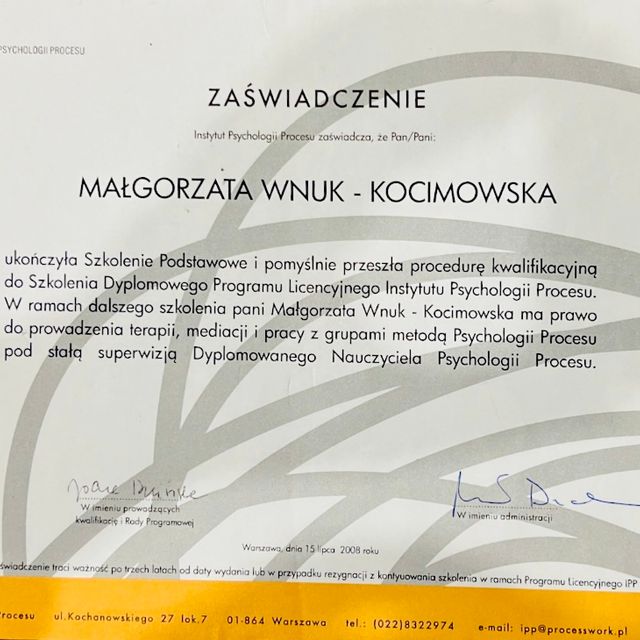 PSYCHOLOGII PROCESU
ZAŚWIADCZENIE
Instytut Psychologii Procesu zaświadcza, że Pan/Pani:
MAŁGORZATA WNUK - KOCIMOWSKA
ukończyła Szkolenie Podstawowe i pomyślnie przeszła procedurę kwalifikacyjną
do Szkolenia Dyplomowego Programu Licencyjnego Instytutu Psychologii Procesu.
W ramach dalszego szkolenia pani Małgorzata Wnuk - Kocimowska ma prawo
do prowadzenia terapii, mediacji i pracy z grupami metodą Psychologii Procesu
pod stałą superwizją Dyplomowanego Nauczyciela Psychologii Procesu.
W imieniu prowadzących
kwalifikację i Rady Programowej
W imieniu administracji
Warszawa, dnia 15 lipca 2008 roku
świadczenie traci ważność po trzech latach od daty wydania lub w przypadku rezygnacji z kontyuowania szkolenia w ramach Programu Licencyjnego IPP
Procesu ul.Kochanowskiego 27 lok.7 01-864 Warszawa tel.: (022)8322974 e-mail: ipp@processwork.pl